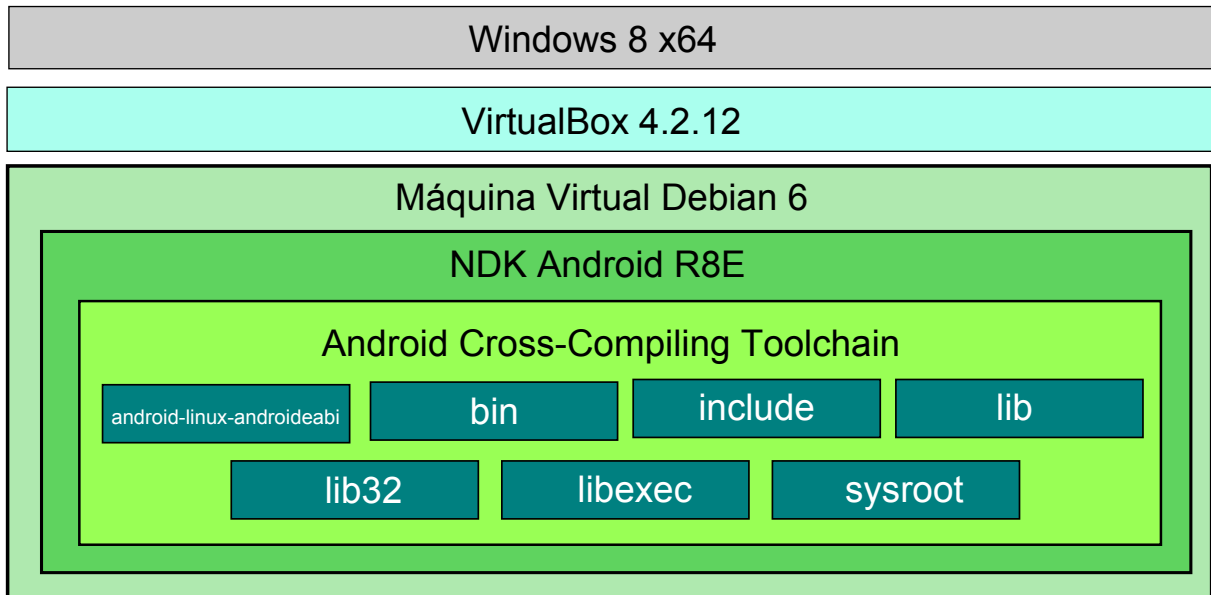 Windows 8 x64
VirtualBox 4.2.12
Máquina Virtual Debian 6
NDK Android R8E
Android Cross-Compiling Toolchain
android-linux-androideabi
bin
include
lib
lib32
libexec
sysroot